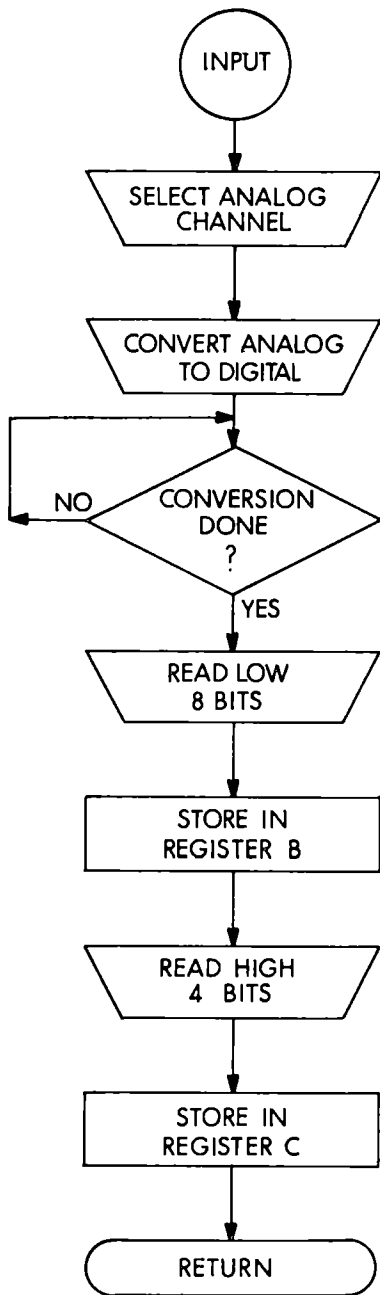 INPUT
SELECT ANALOG
CHANNEL
CONVERT ANALOG
TO DIGITAL
NO
CONVERSION
DONE
?
YES
READ LOW
8 BITS
STORE IN
REGISTER B
READ HIGH
4 BITS
STORE IN
REGISTER C
RETURN